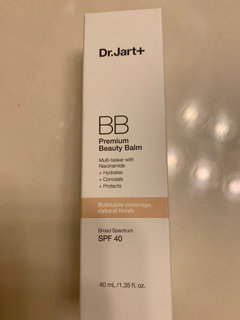 Dr.Jart+
BB
Premium
Beauty Balm
Multi-tasker with
Niacinamide
+ Hydrates
+ Conceals
+ Protects
Buildable coverage,
natural finish
Broad Spectrum
SPF 40
40 mL/1.35 fl. oz.